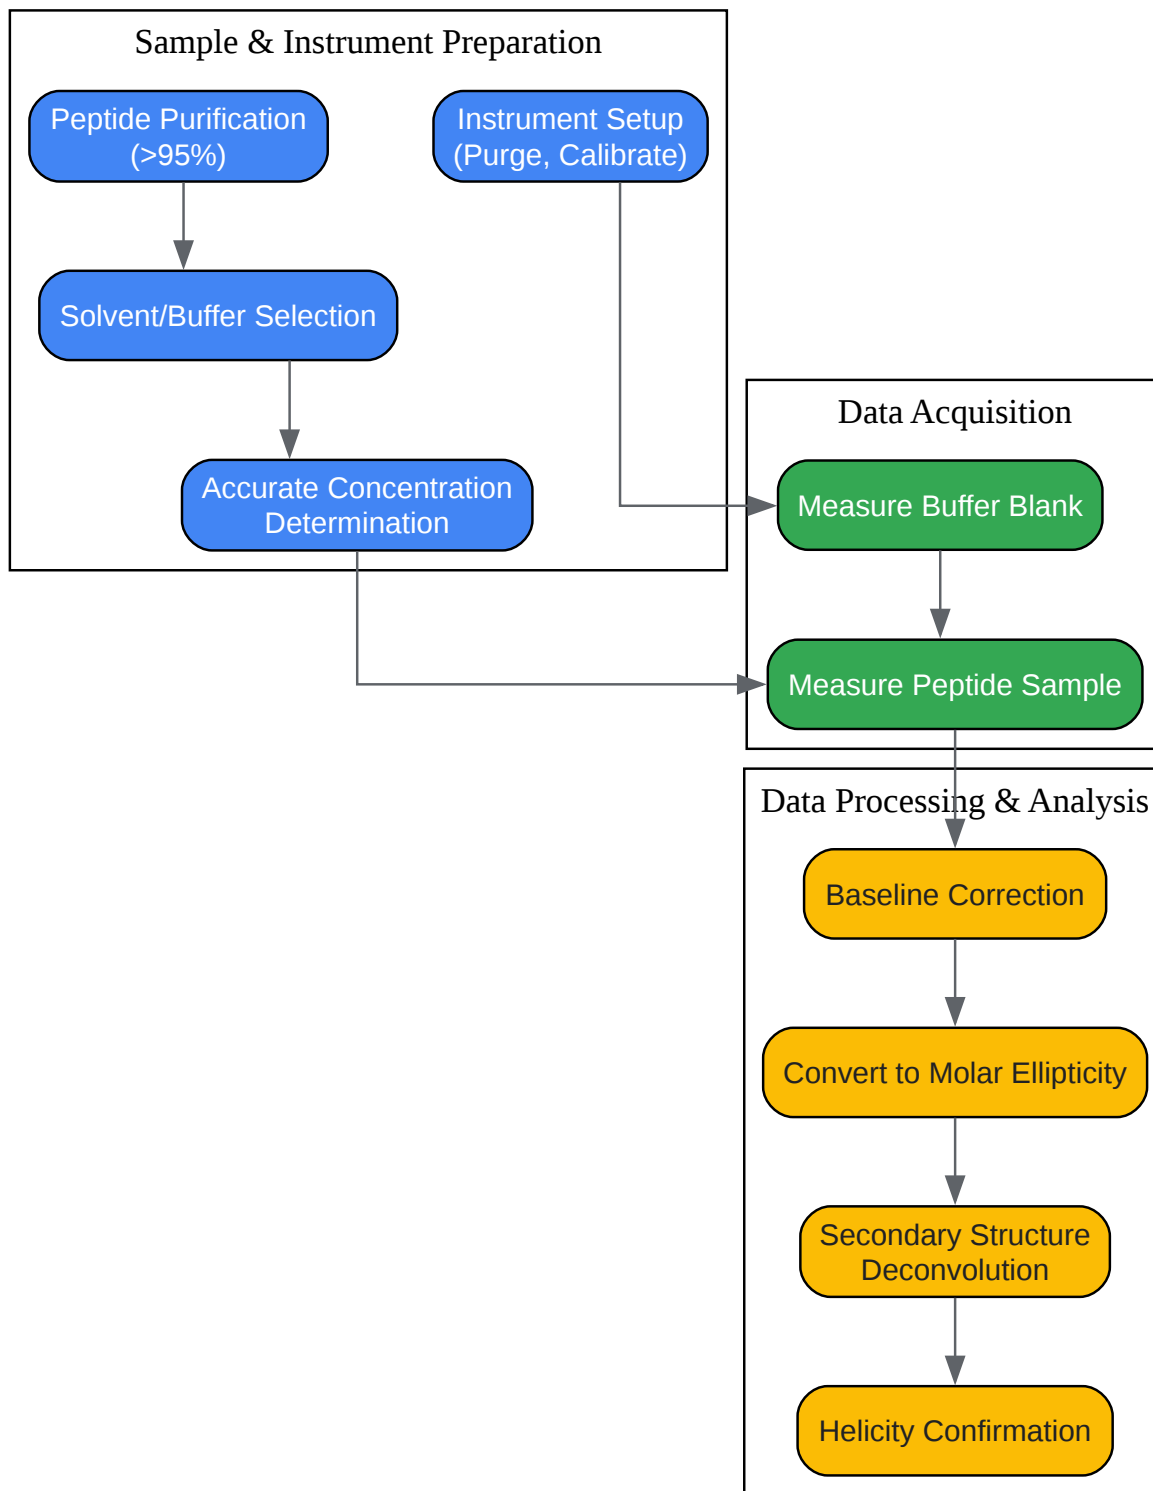 Sample & Instrument Preparation
Peptide Purification
(>95%)
Instrument Setup
(Purge, Calibrate)
Solvent/Buffer Selection
Accurate Concentration
Determination
Data Acquisition
Measure Buffer Blank
Measure Peptide Sample
Data Processing & Analysis
Baseline Correction
Convert to Molar Ellipticity
Secondary Structure
Deconvolution
Helicity Confirmation